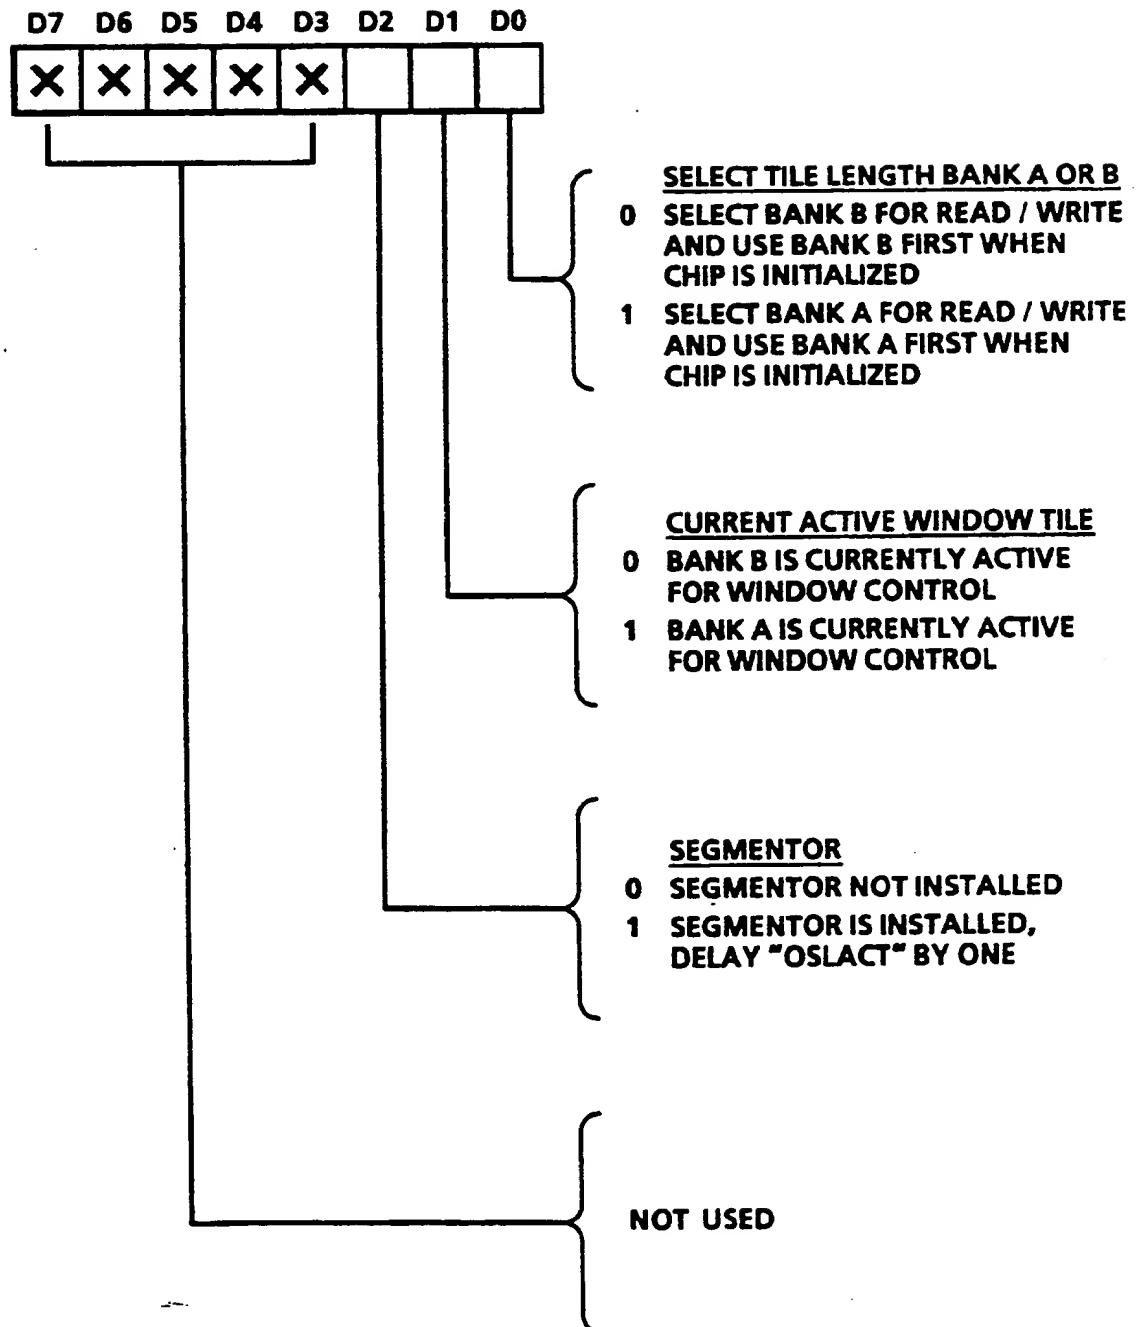 D7 D6 D5 D4 D3 D2 D1 D0
X X X X X
SELECT TILE LENGTH BANK A OR B
0 SELECT BANK B FOR READ / WRITE
AND USE BANK B FIRST WHEN
CHIP IS INITIALIZED
1 SELECT BANK A FOR READ / WRITE
AND USE BANK A FIRST WHEN
CHIP IS INITIALIZED
CURRENT ACTIVE WINDOW TILE
0 BANK B IS CURRENTLY ACTIVE
FOR WINDOW CONTROL
1 BANK A IS CURRENTLY ACTIVE
FOR WINDOW CONTROL
SEGMENTOR
0 SEGMENTOR NOT INSTALLED
1 SEGMENTOR IS INSTALLED,
DELAY "OSLACT" BY ONE
NOT USED